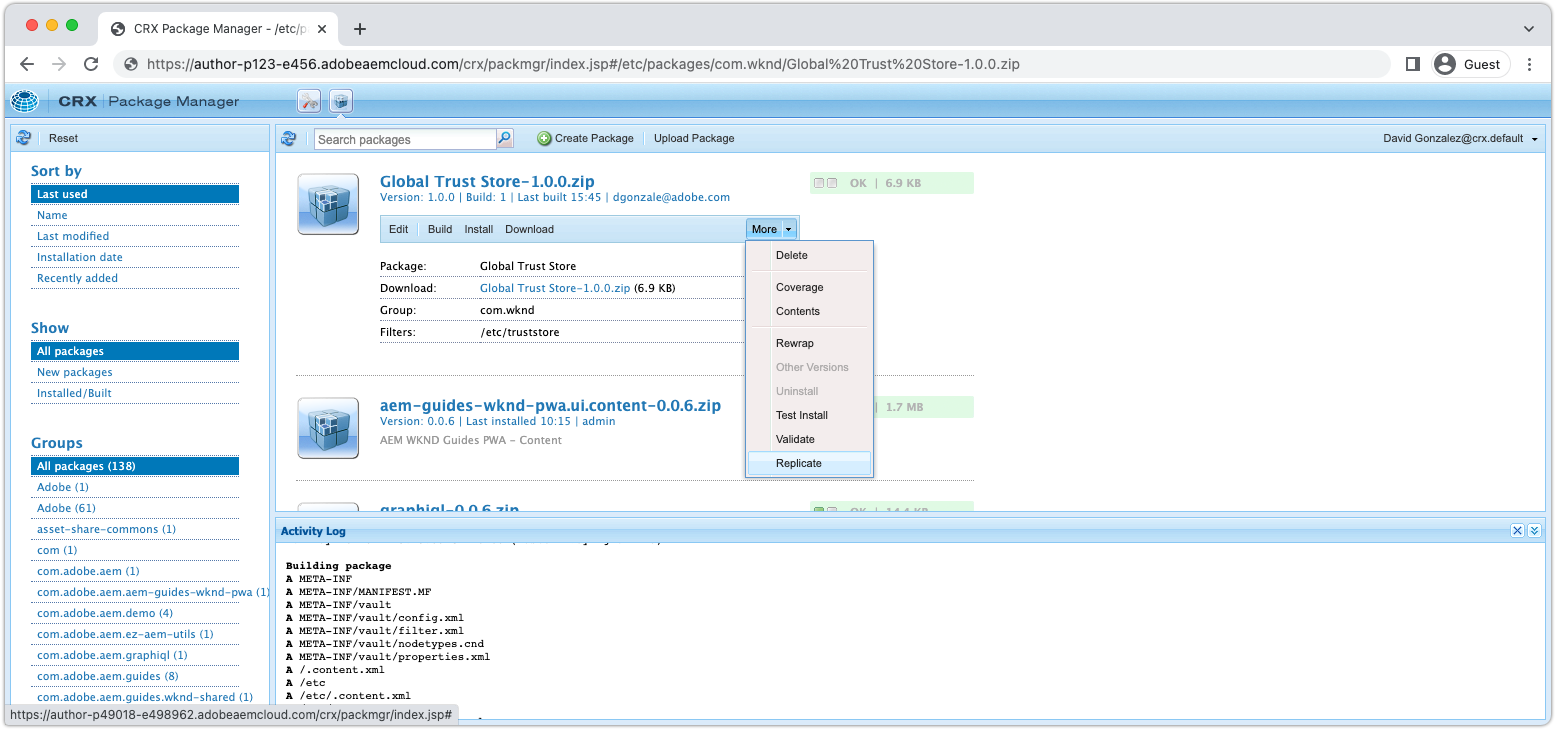 CRX Package Manager - /etc/p
https://author-p123-e456.adobeaemcloud.com/crx/packmgr/index.jsp#/etc/packages/com.wknd/Global%20Trust%20Store-1.0.0.zip
Guest
CRX Package Manager
Reset
Sort by
Last used
Name
Last modified
Installation date
Recently added
Show
All packages
New packages
Installed/Built
Groups
All packages (138)
Adobe (1)
Adobe (61)
asset-share-commons (1)
com (1)
com.adobe.aem (1)
com.adobe.aem.aem-guides-wknd-pwa (1)
com.adobe.aem.demo (4)
com.adobe.aem.ez-aem-utils (1)
com.adobe.aem.graphiql (1)
com.adobe.aem.guides (8)
com.adobe.aem.guides.wknd-shared (1)
Search packages
Create Package
Upload Package
David Gonzalez@crx.default
Global Trust Store-1.0.0.zip
Version: 1.0.0 | Build: 1 | Last built 15:45 | dgonzale@adobe.com
OK | 6.9 KB
Edit
Build
Install
Download
More
Package: Global Trust Store
Download: Global Trust Store-1.0.0.zip (6.9 KB)
Group: com.wknd
Filters: /etc/truststore
Delete
Coverage
Contents
Rewrap
Other Versions
Uninstall
Test Install
Validate
Replicate
aem-guides-wknd-pwa.ui.content-0.0.6.zip
Version: 0.0.6 | Last installed 10:15 | admin
AEM WKND Guides PWA - Content
| 1.7 MB
graphiql-0.0.6.zip
OK | 14.4 KB
Activity Log
Building package
A META-INF
A META-INF/MANIFEST.MF
A META-INF/vault
A META-INF/vault/config.xml
A META-INF/vault/filter.xml
A META-INF/vault/nodetypes.cnd
A META-INF/vault/properties.xml
A /.content.xml
A /etc
A /etc/.content.xml
https://author-p49018-e498962.adobeaemcloud.com/crx/packmgr/index.jsp#